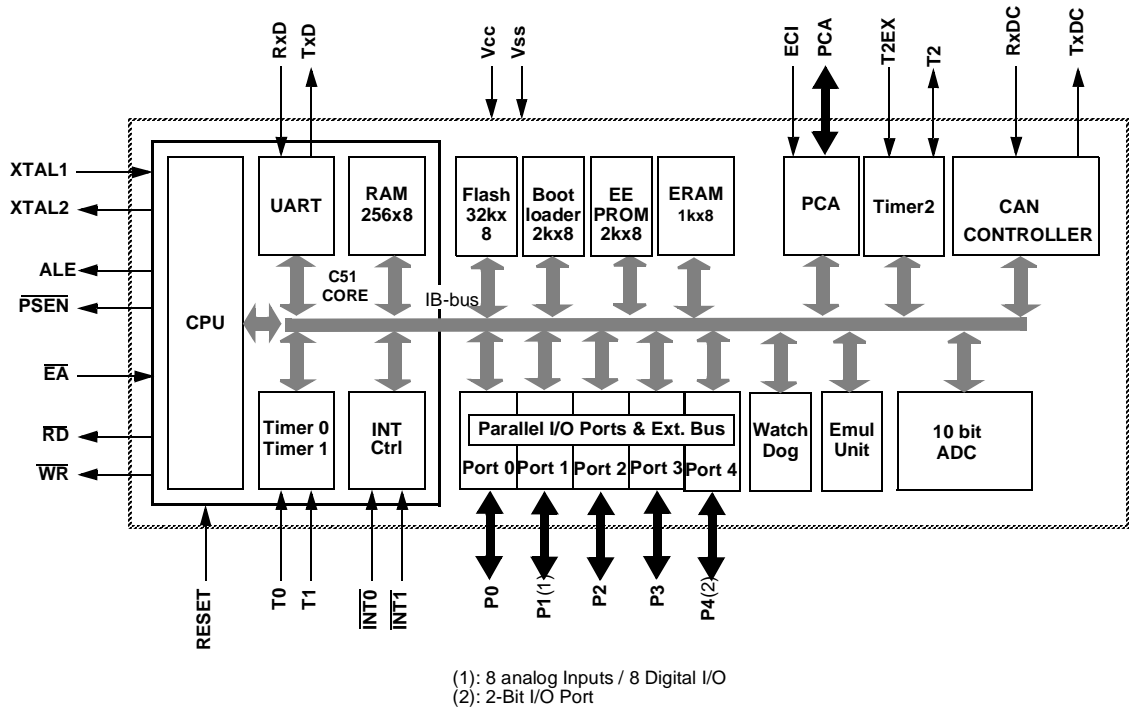 RxD
TxD
Vcc
Vss
ECI
PCA
T2EX
T2
RxDC
TxDC
XTAL1
XTAL2
ALE
PSEN
EA
RD
WR
CPU
UART
RAM
256x8
C51
CORE
IB-bus
Flash
32kx
8
Boot
loader
2kx8
EE
PROM
2kx8
ERAM
1kx8
PCA
Timer2
CAN
CONTROLLER
Timer 0
Timer 1
INT
Ctrl
Parallel I/O Ports & Ext. Bus
Port 0
Port 1
Port 2
Port 3
Port 4
Watch
Dog
Emul
Unit
10 bit
ADC
RESET
T0
T1
INT0
INT1
P0
P1(1)
P2
P3
P4(2)
(1): 8 analog Inputs / 8 Digital I/O
(2): 2-Bit I/O Port